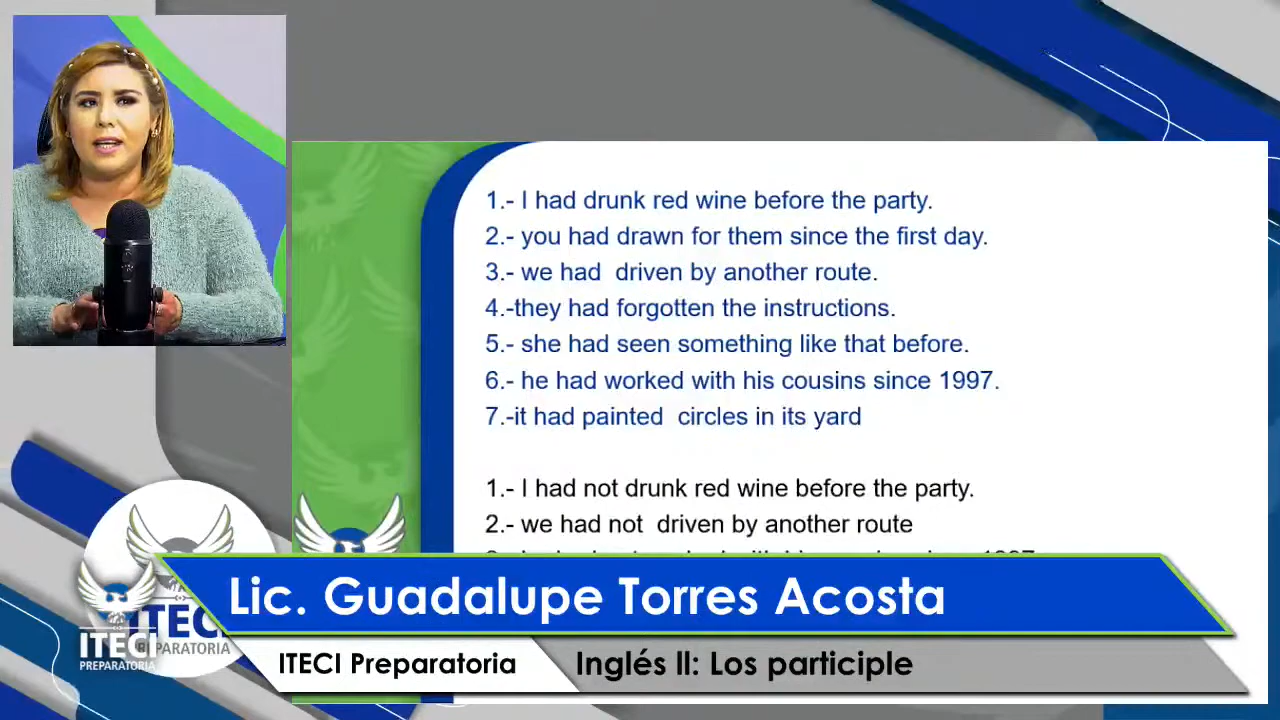 1.- I had drunk red wine before the party.
2.- you had drawn for them since the first day.
3.- we had  driven by another route.
4.-they had forgotten the instructions.
5.- she had seen something like that before.
6.- he had worked with his cousins since 1997.
7.-it had painted  circles in its yard
1.- I had not drunk red wine before the party.
2.- we had not  driven by another route
Lic. Guadalupe Torres Acosta
ITECI
PREPARATORIA
ITECI Preparatoria
Inglés ll: Los participle